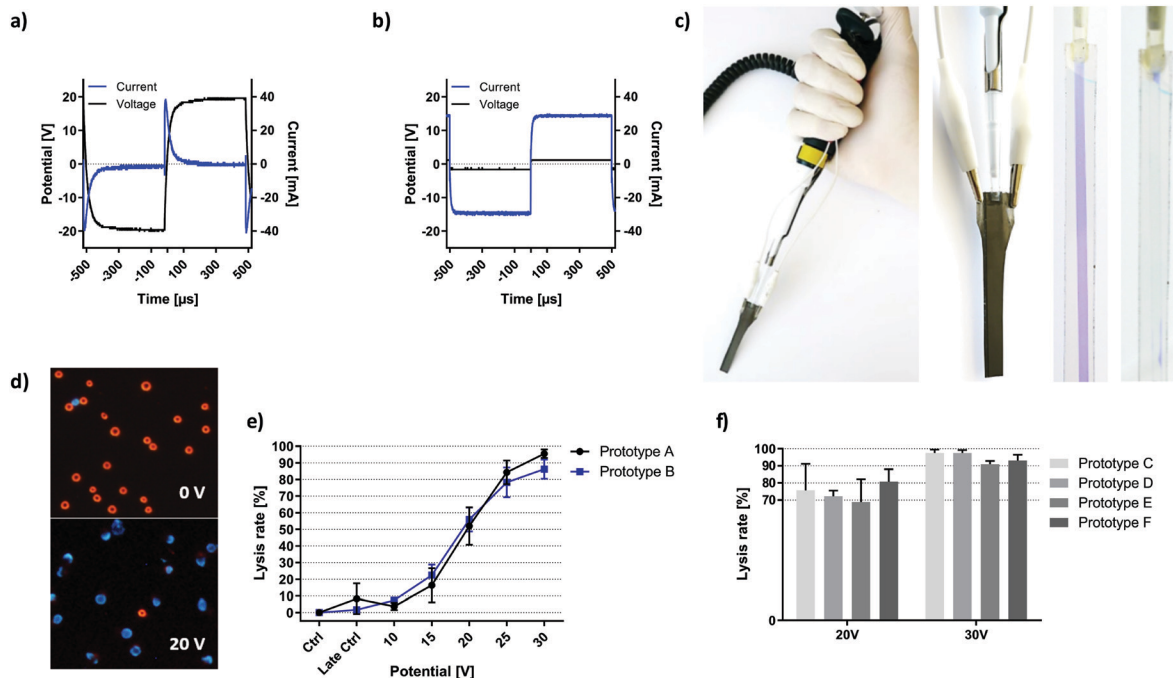 a)
Current
Voltage
Potential [V]
20
10
0
-10
-20
Current [mA]
40
20
0
-20
-40
-500
-300
-100
100
300
500
Time [µs]
b)
Current
Voltage
Potential [V]
20
10
0
-10
-20
Current [mA]
40
20
0
-20
-40
-500
-300
-100
100
300
500
Time [µs]
c)
d)
0 V
20 V
e)
Lysis rate [%]
100
90
80
70
60
50
40
30
20
10
0
Ctrl
Late Ctrl
10
15
20
25
30
Potential [V]
Prototype A
Prototype B
f)
Lysis rate [%]
100
90
80
70
0
20V
30V
Prototype C
Prototype D
Prototype E
Prototype F